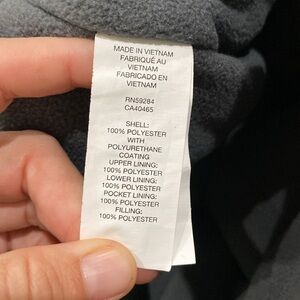 MADE IN VIETNAM
FABRIQUÉ AU
VIETNAM
FABRICADO EN
VIETNAM
RN59284
CA40465
SHELL:
100% POLYESTER
WITH
POLYURETHANE
COATING
UPPER LINING:
100% POLYESTER
LOWER LINING:
100% POLYESTER
POCKET LINING:
100% POLYESTER
FILLING:
100% POLYESTER